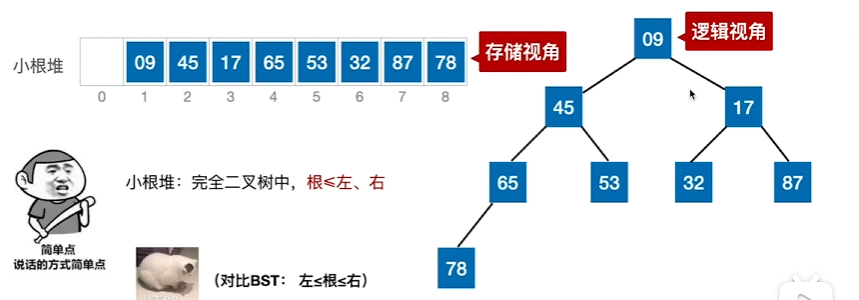 小根堆
09 45 17 65 53 32 87 78
0 1 2 3 4 5 6 7 8
存储视角
逻辑视角
09
45 17
65 53 32 87
78
小根堆：完全二叉树中，根≤左、右
简单点
说话的方式简单点
（对比BST： 左≤根≤右）